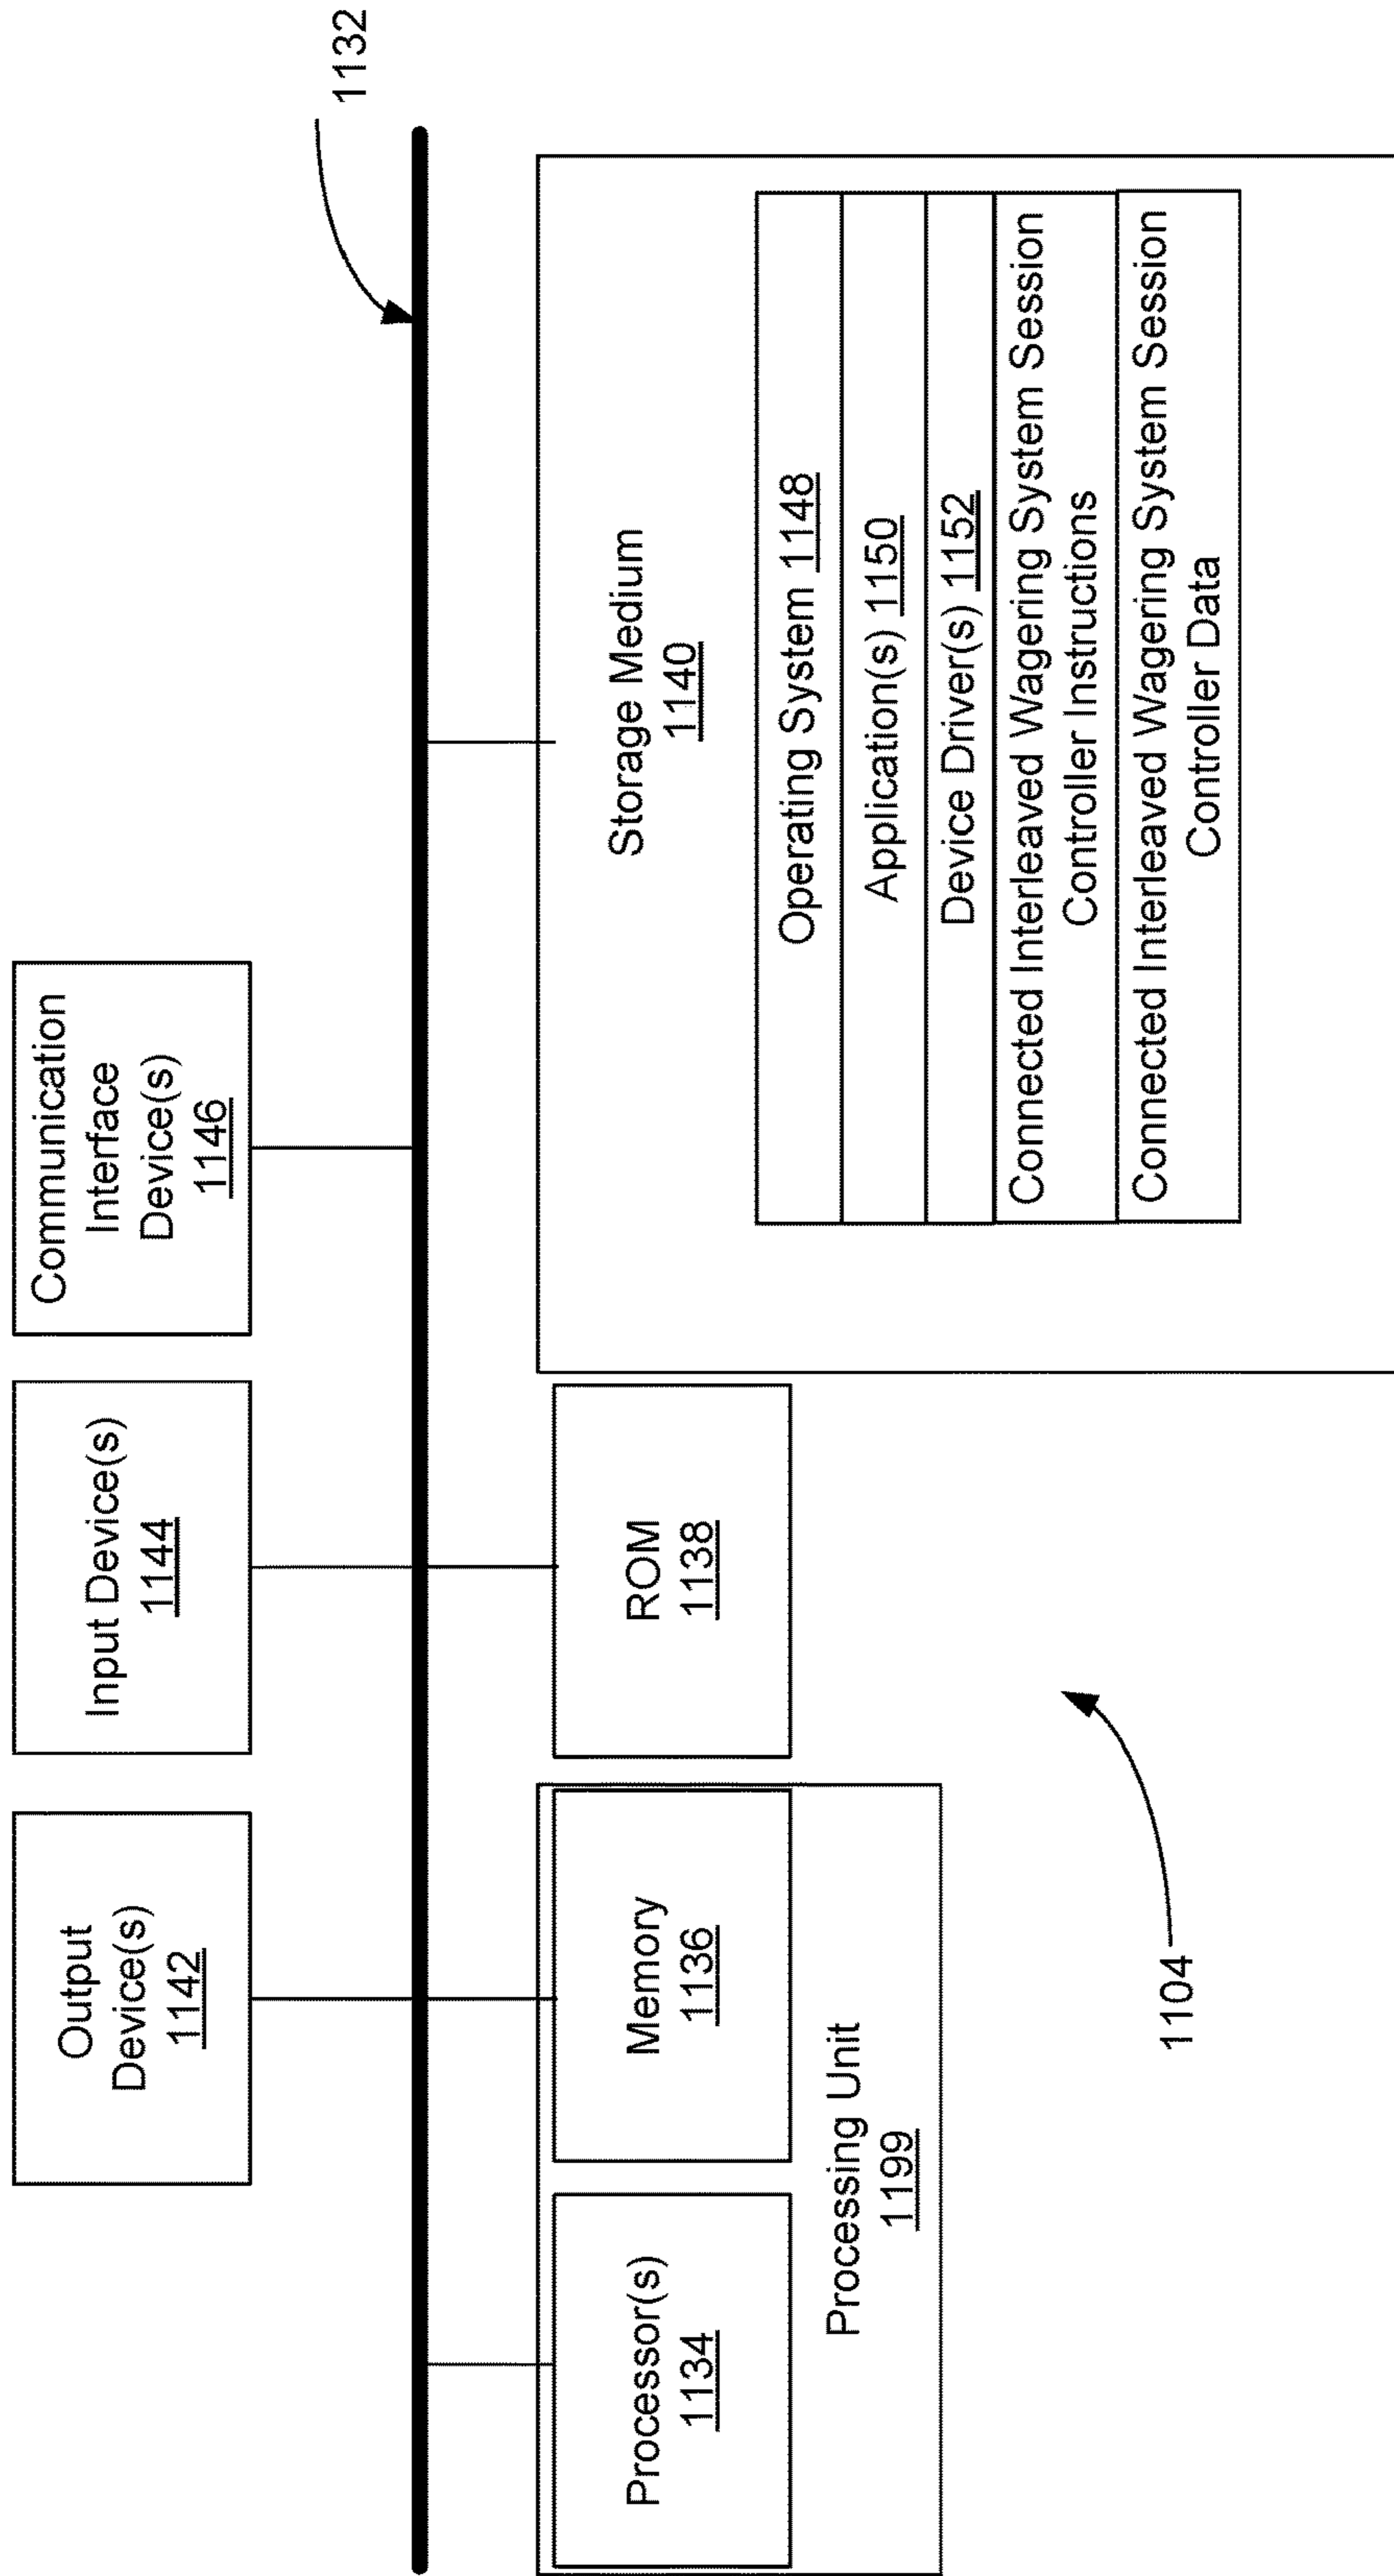 Output
Device(s)
1142
Input Device(s)
1144
Communication
Interface
Device(s)
1146
1132
Processor(s)
1134
Memory
1136
Processing Unit
1199
ROM
1138
Storage Medium
1140
Operating System 1148
Application(s) 1150
Device Driver(s) 1152
Connected Interleaved Wagering System Session
Controller Instructions
Connected Interleaved Wagering System Session
Controller Data
1104